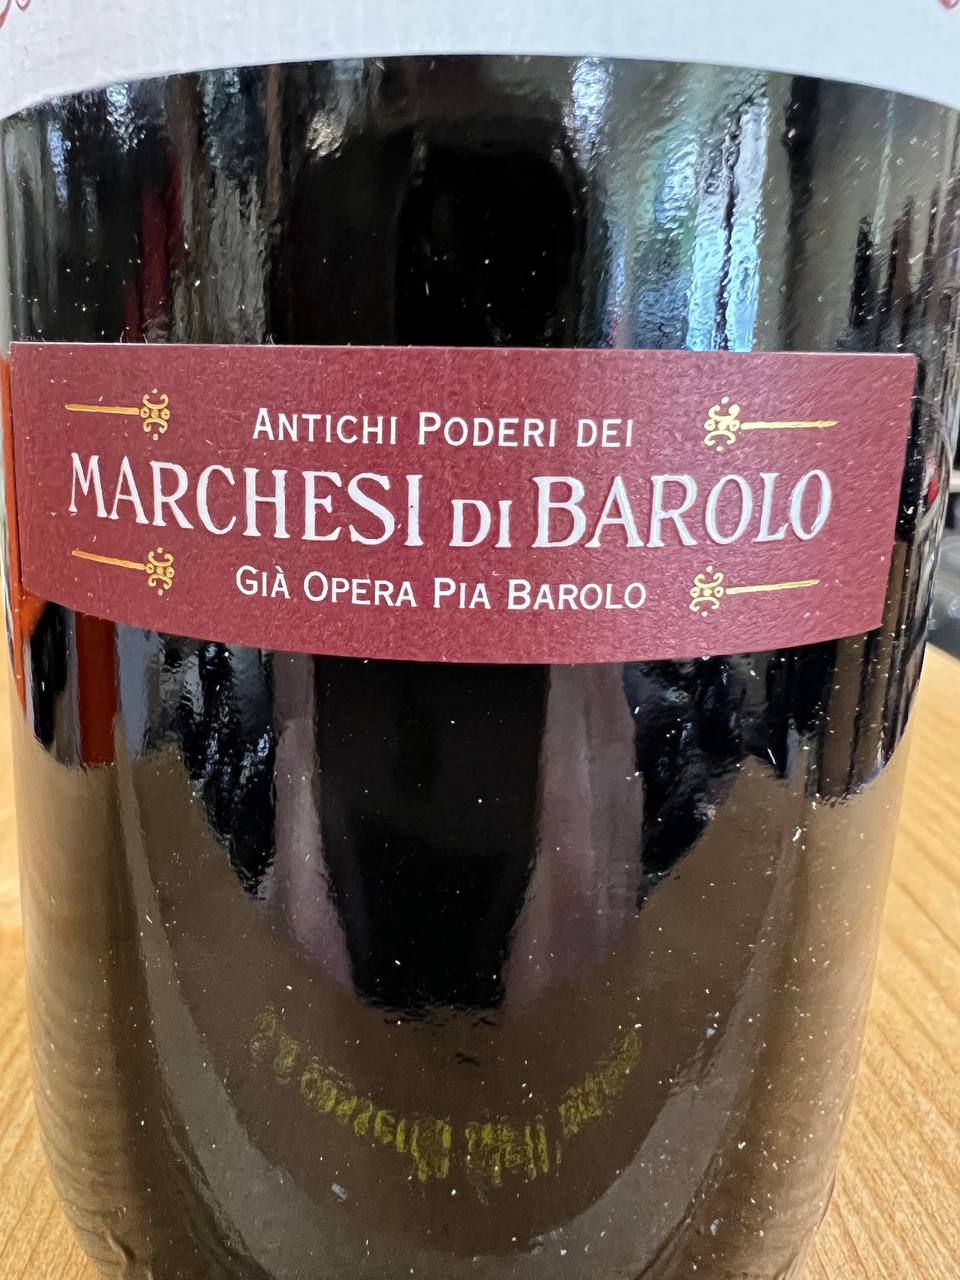 ANTICHI PODERI DEI
MARCHESI DI BAROLO
GIÀ OPERA PIA BAROLO